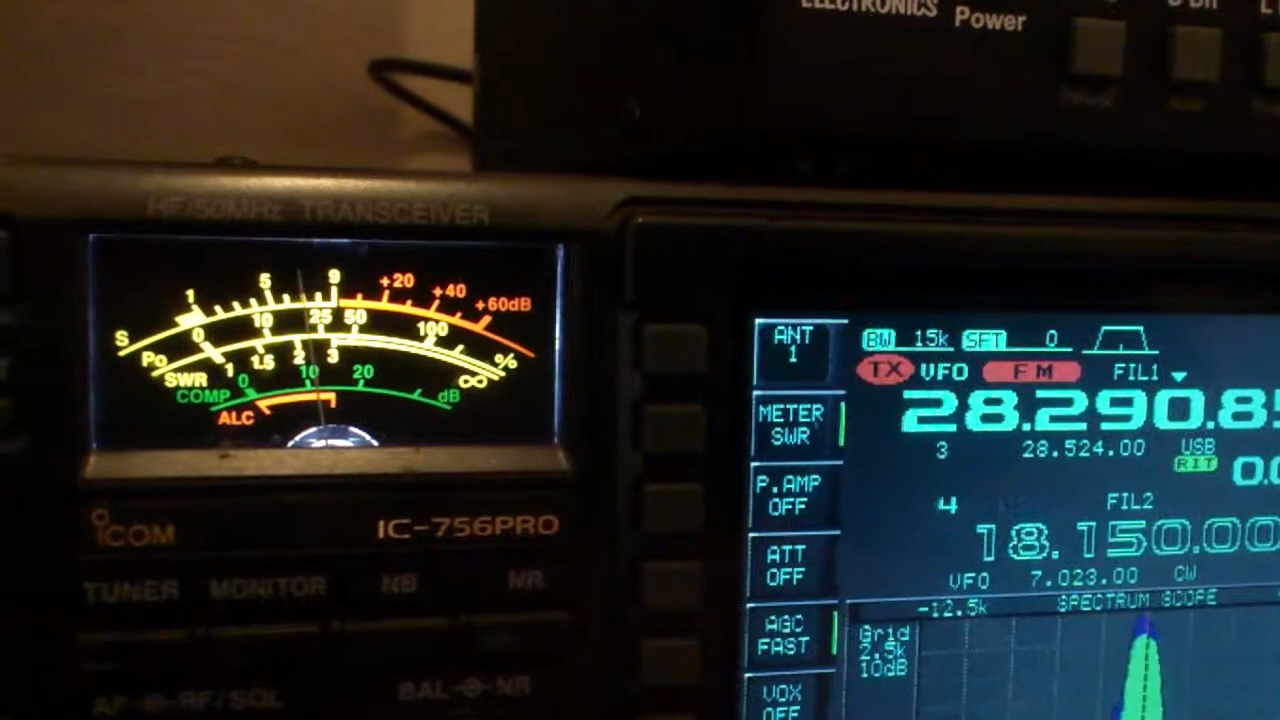 ELECTRONICS Power
HF/50MHz TRANSCEIVER
S 1 5 9 +20 +40 +60dB
Po 0 10 25 50 100 %
SWR 1 1.5 2 3 ∞
COMP 0 10 20 dB
ALC
ICOM IC-756PRO
TUNER MONITOR NB NR
AF RF/SQL BAL NR
ANT
1
METER
SWR
P.AMP
OFF
ATT
OFF
AGC
FAST
VOX
OFF
BW 15k SFT 0
TX VFO FM FIL1
28.290.8
3 28.524.00 USB
RIT 0.0
4 FIL2
18.150.00
VFO 7.023.00 CW
-12.5k SPECTRUM SCOPE
Grid
2.5k
10dB